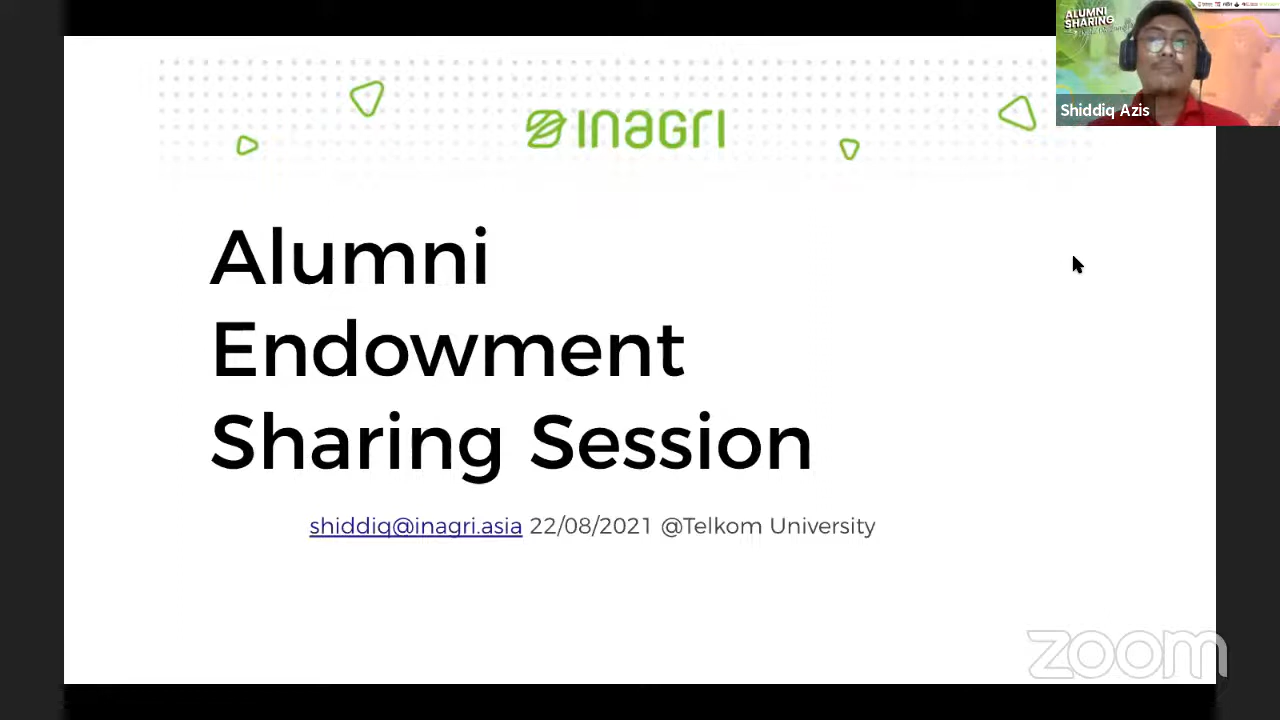 ALUMNI
SHARING
Shiddiq Azis
INAGRI
Alumni
Endowment
Sharing Session
shiddiq@inagri.asia 22/08/2021 @Telkom University
zoom